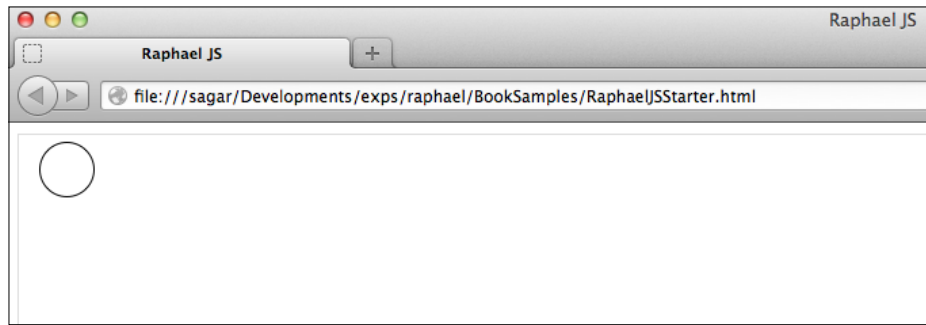 Raphael JS
Raphael JS
file:///sagar/Developments/exps/raphael/BookSamples/RaphaelJSStarter.html